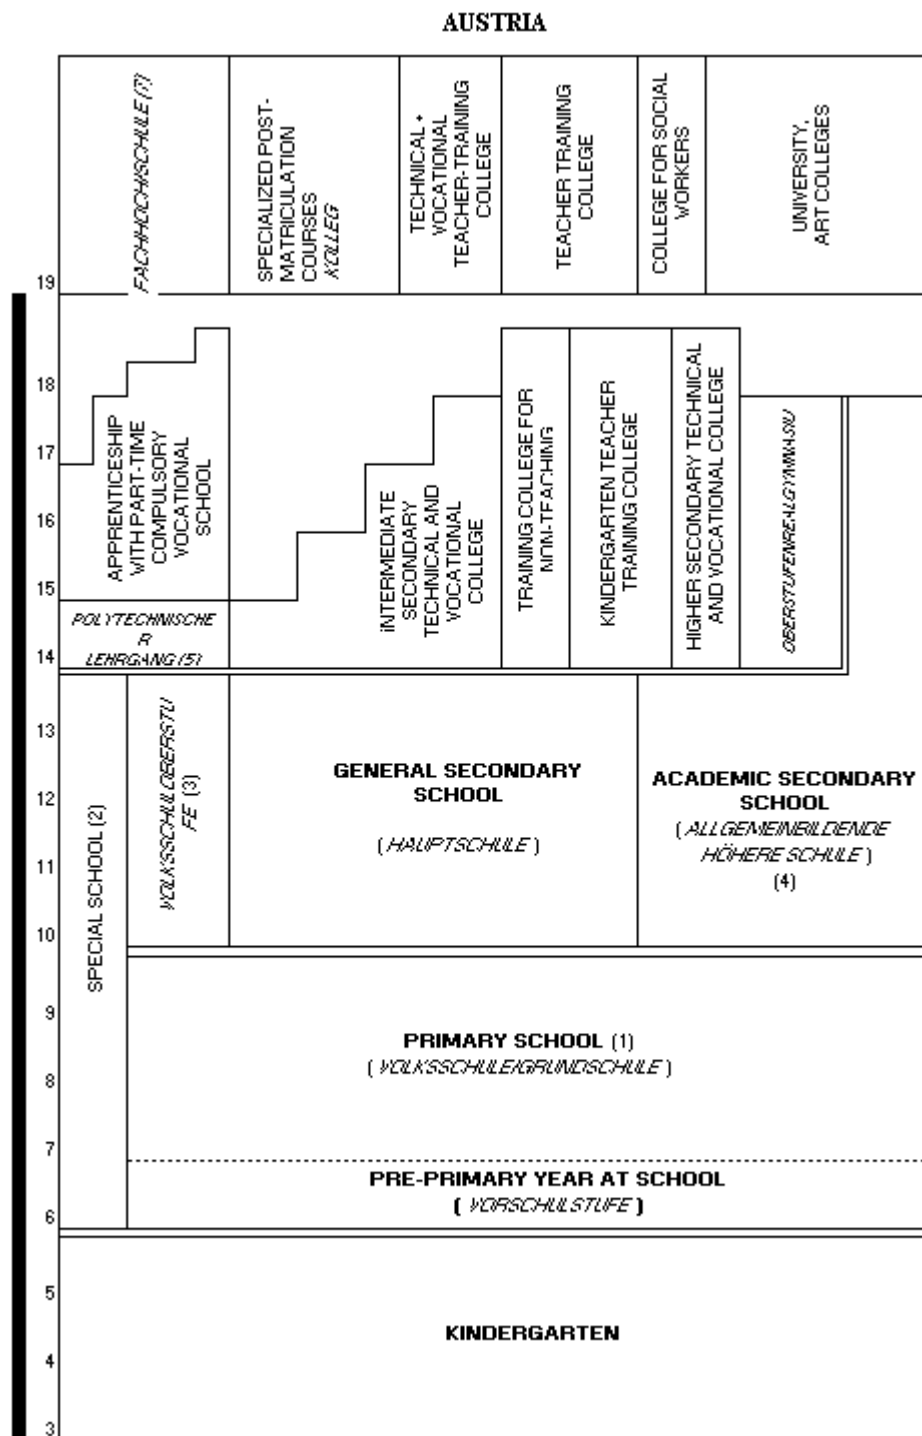 AUSTRIA
FACHHOCHSCHULE (7)
SPECIALIZED POST-
MATRICULATION
COURSES
KOLLEG
TECHNICAL +
VOCATIONAL
TEACHER-TRAINING
COLLEGE
TEACHER TRAINING
COLLEGE
COLLEGE FOR SOCIAL
WORKERS
UNIVERSITY,
ART COLLEGES
19
18
17
16
15
14
APPRENTICESHIP
WITH PART-TIME
COMPULSORY
VOCATIONAL
SCHOOL
iNTERMEDIATE
SECONDARY
TECHNICAL AND
VOCATIONAL
COLLEGE
TRAINING COLLEGE FOR
NON-TEACHING
KINDERGARTEN TEACHER
TRAINING COLLEGE
HIGHER SECONDARY TECHNICAL
AND VOCATIONAL COLLEGE
OBERSTUFENREALGYMNASIU
POLYTECHNISCHE
R
LEHRGANG (5)
13
12
11
10
SPECIAL SCHOOL (2)
VOLKSSCHULOBERSTU
FE (3)
GENERAL SECONDARY
SCHOOL
( HAUPTSCHULE )
ACADEMIC SECONDARY
SCHOOL
( ALLGEMEINBILDENDE
HÖHERE SCHULE )
(4)
9
8
7
6
PRIMARY SCHOOL (1)
( VOLKSSCHULE/GRUNDSCHULE )
PRE-PRIMARY YEAR AT SCHOOL
( VORSCHULSTUFE )
5
4
3
KINDERGARTEN